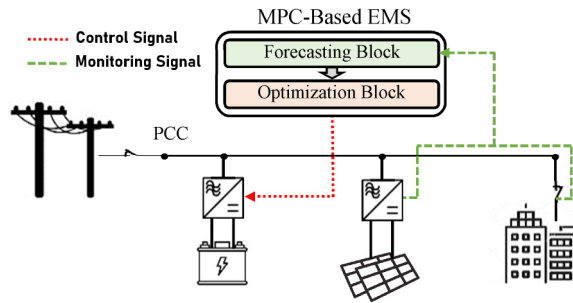 MPC-Based EMS
Control Signal
Monitoring Signal
Forecasting Block
Optimization Block
PCC